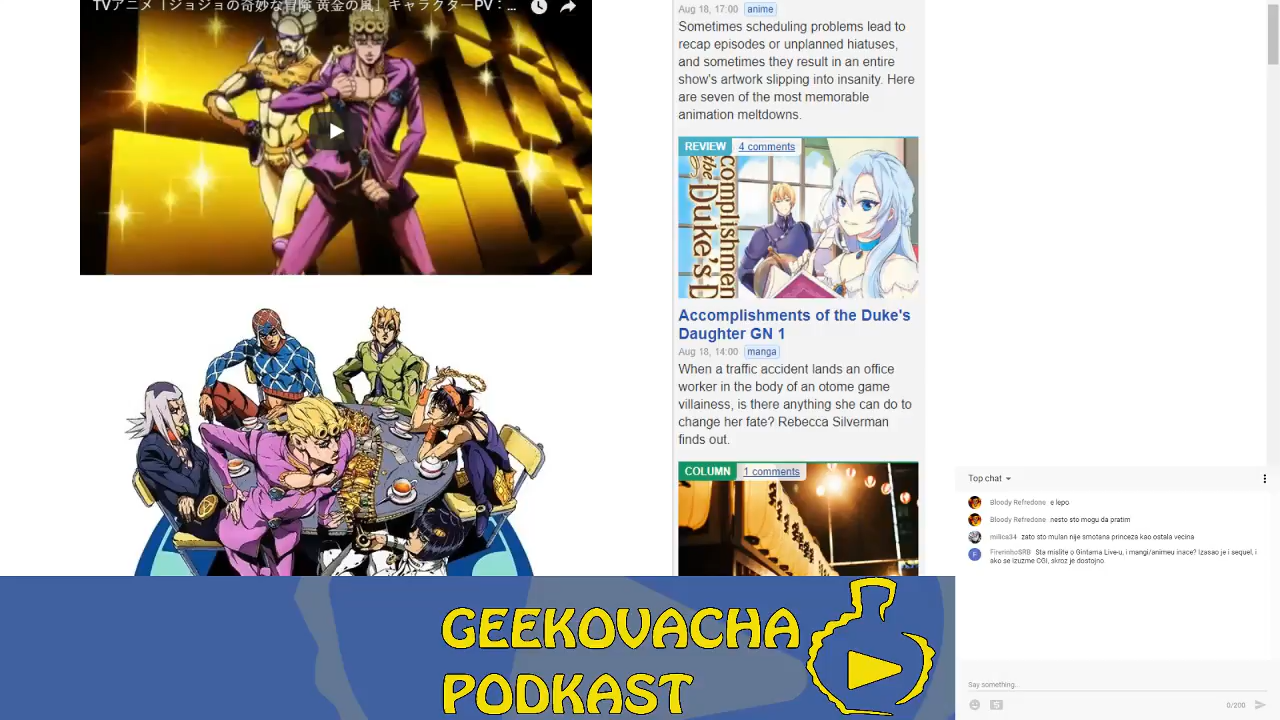 TVアニメ「ジョジョの奇妙な冒険 黄金の風」キャラクターPV：...
Aug 18, 17:00 anime
Sometimes scheduling problems lead to
recap episodes or unplanned hiatuses,
and sometimes they result in an entire
show's artwork slipping into insanity. Here
are seven of the most memorable
animation meltdowns.
REVIEW 4 comments
complishmen
the Duke's D
Accomplishments of the Duke's
Daughter GN 1
Aug 18, 14:00 manga
When a traffic accident lands an office
worker in the body of an otome game
villainess, is there anything she can do to
change her fate? Rebecca Silverman
finds out.
COLUMN 1 comments
Top chat
Bloody Refredone e lepo
Bloody Refredone nesto sto mogu da pratim
milica34 zato sto mulan nije smotana princeza kao ostala vecina
F
Sta mislite o Gintama Live-u, i mangi/animeu inace? Izasao je i sequel, i
ako se izuzme CGI, skroz je dostojno.
Say something...
0/200
GEEKOVACHA
PODKAST